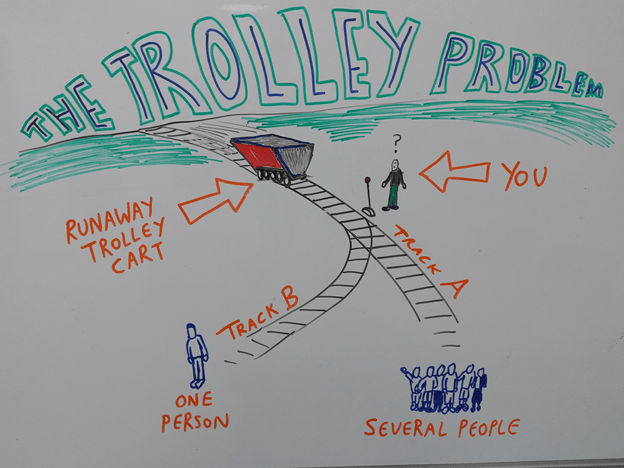 THE TROLLEY PROBLEM
?
YOU
RUNAWAY
TROLLEY
CART
TRACK A
TRACK B
ONE
PERSON
SEVERAL PEOPLE